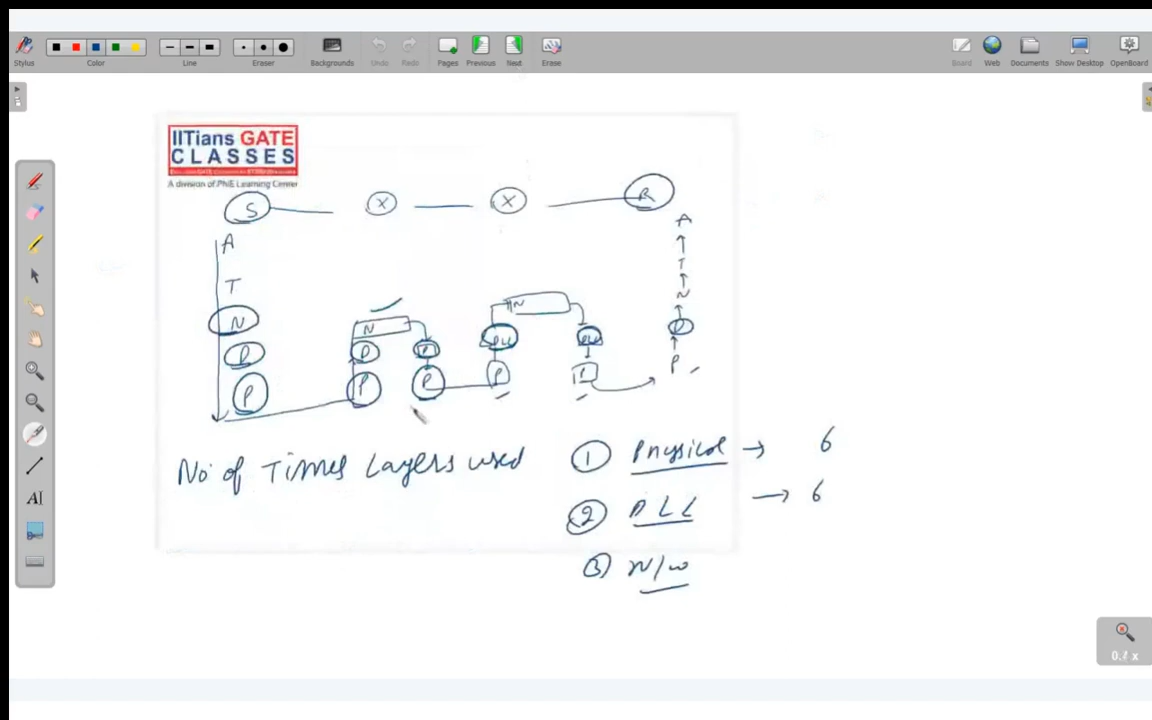 Stylus Color Line Eraser Backgrounds Undo Redo Pages Previous Next Erase Board Web Documents Show Desktop OpenBoard
IITians GATE
CLASSES
A division of PhIE Learning Center
S X X R
A
A
T
T
N
N
N
N
D
D
P
P
P
P
P
P
AI
No of Times Layers used
① Physical → 6
② DLL → 6
③ N/w